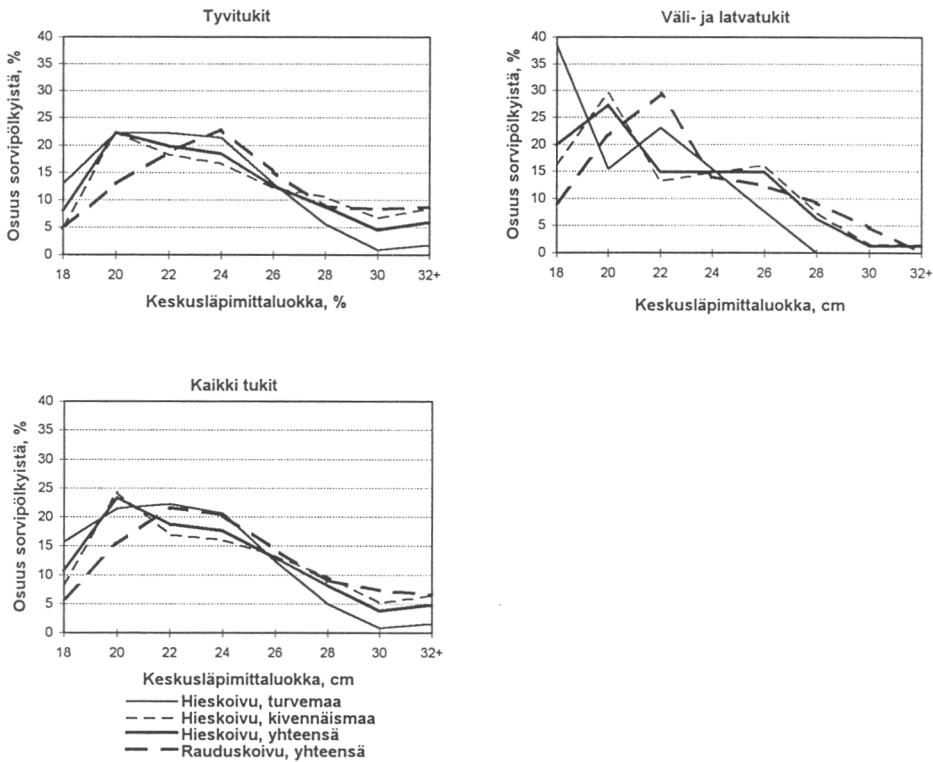 Tyvitukit
Osuus sorvipölkyistä, %
40
35
30
25
20
15
10
5
0
18 20 22 24 26 28 30 32+
Keskusläpimittaluokka, %
Väli- ja latvatukit
Osuus sorvipölkyistä, %
40
35
30
25
20
15
10
5
0
18 20 22 24 26 28 30 32+
Keskusläpimittaluokka, cm
Kaikki tukit
Osuus sorvipölkyistä, %
40
35
30
25
20
15
10
5
0
18 20 22 24 26 28 30 32+
Keskusläpimittaluokka, cm
Hieskoivu, turvemaa
Hieskoivu, kivennäismaa
Hieskoivu, yhteensä
Rauduskoivu, yhteensä